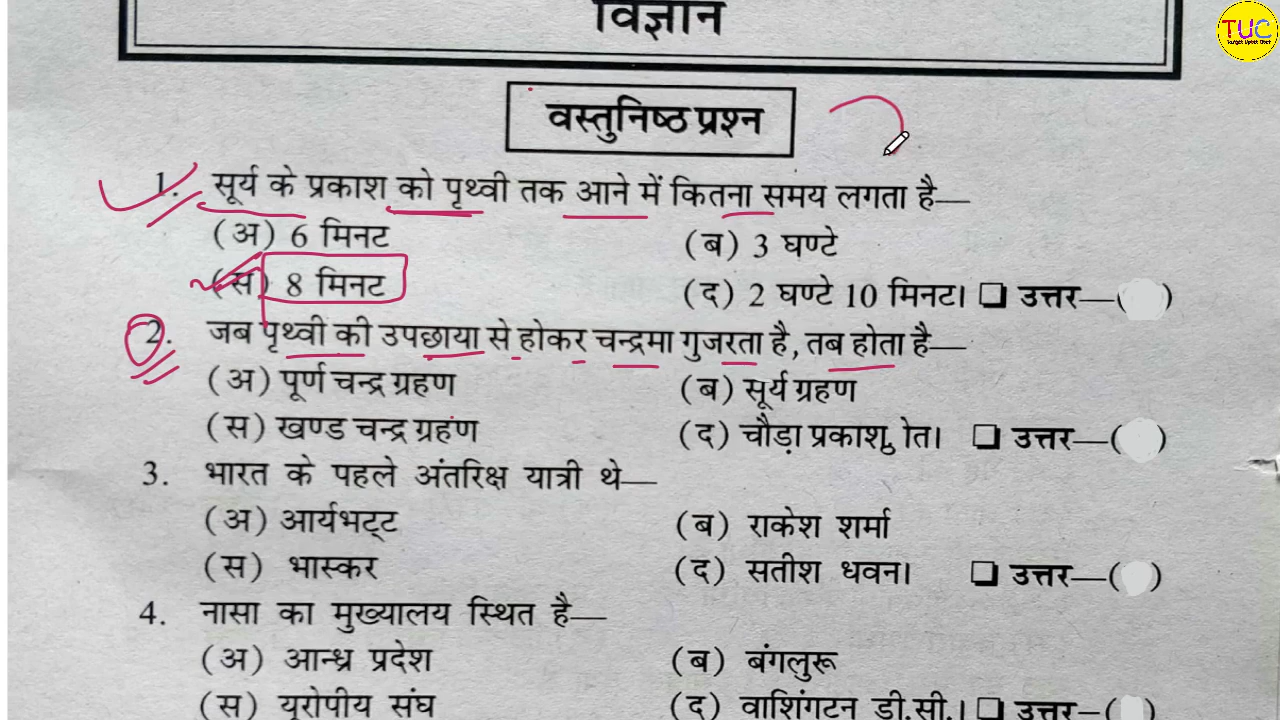 विज्ञान
TUC
Target Upset Chet
वस्तुनिष्ठ प्रश्न
1. सूर्य के प्रकाश को पृथ्वी तक आने में कितना समय लगता है—
(अ) 6 मिनट (ब) 3 घण्टे
(स) 8 मिनट (द) 2 घण्टे 10 मिनट। ❑ उत्तर—( )
2. जब पृथ्वी की उपछाया से होकर चन्द्रमा गुजरता है, तब होता है—
(अ) पूर्ण चन्द्र ग्रहण (ब) सूर्य ग्रहण
(स) खण्ड चन्द्र ग्रहण (द) चौड़ा ❑ उत्तर—( )
3. भारत के पहले अंतरिक्ष यात्री थे—
(अ) आर्यभट्ट (ब) राकेश शर्मा
(स) भास्कर (द) सतीश धवन। ❑ उत्तर—( )
4. नासा का मुख्यालय स्थित है—
(अ) आन्ध्र प्रदेश (ब) बंगलुरू
(स) यूरोपीय संघ (द) वाशिंगटन डी.सी.। ❑ उत्तर—( )